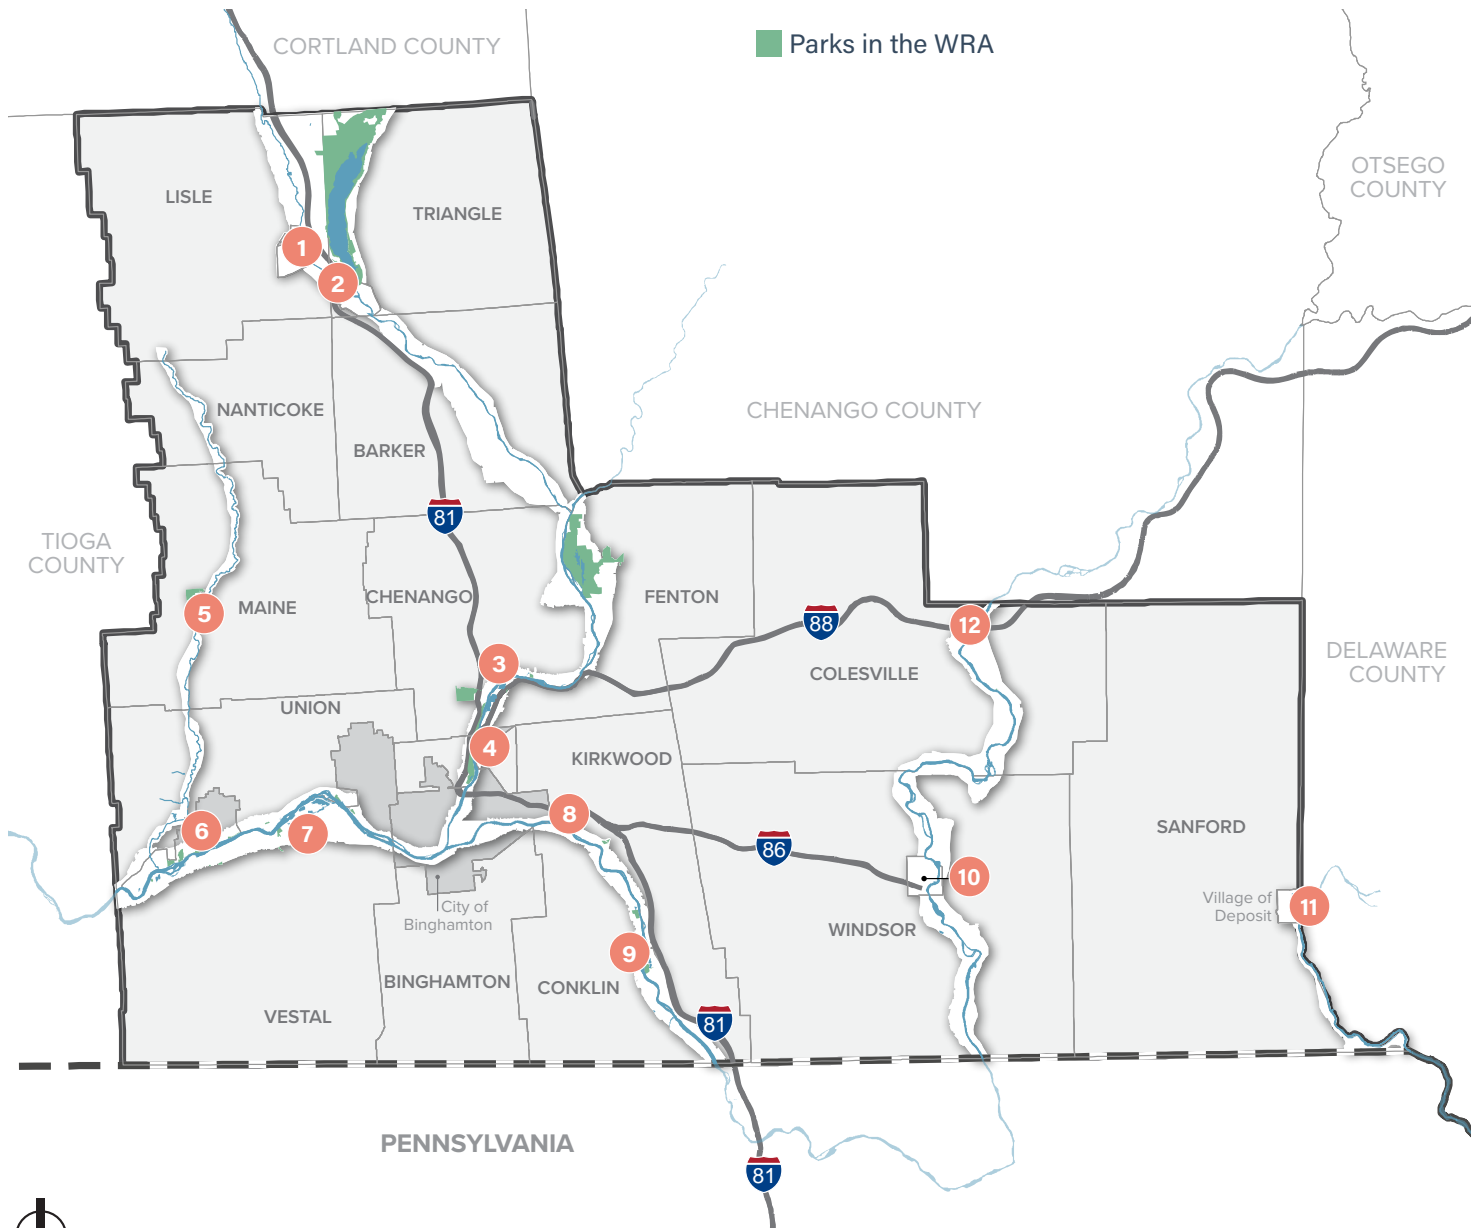 CORTLAND COUNTY
Parks in the WRA
OTSEGO
COUNTY
LISLE
TRIANGLE
1
2
NANTICOKE
CHENANGO COUNTY
BARKER
81
TIOGA
COUNTY
CHENANGO
FENTON
5
MAINE
88
12
3
DELAWARE
COUNTY
COLESVILLE
UNION
4
KIRKWOOD
8
6
7
86
SANFORD
10
Village of
Deposit
11
City of
Binghamton
WINDSOR
9
BINGHAMTON
CONKLIN
VESTAL
81
PENNSYLVANIA
81